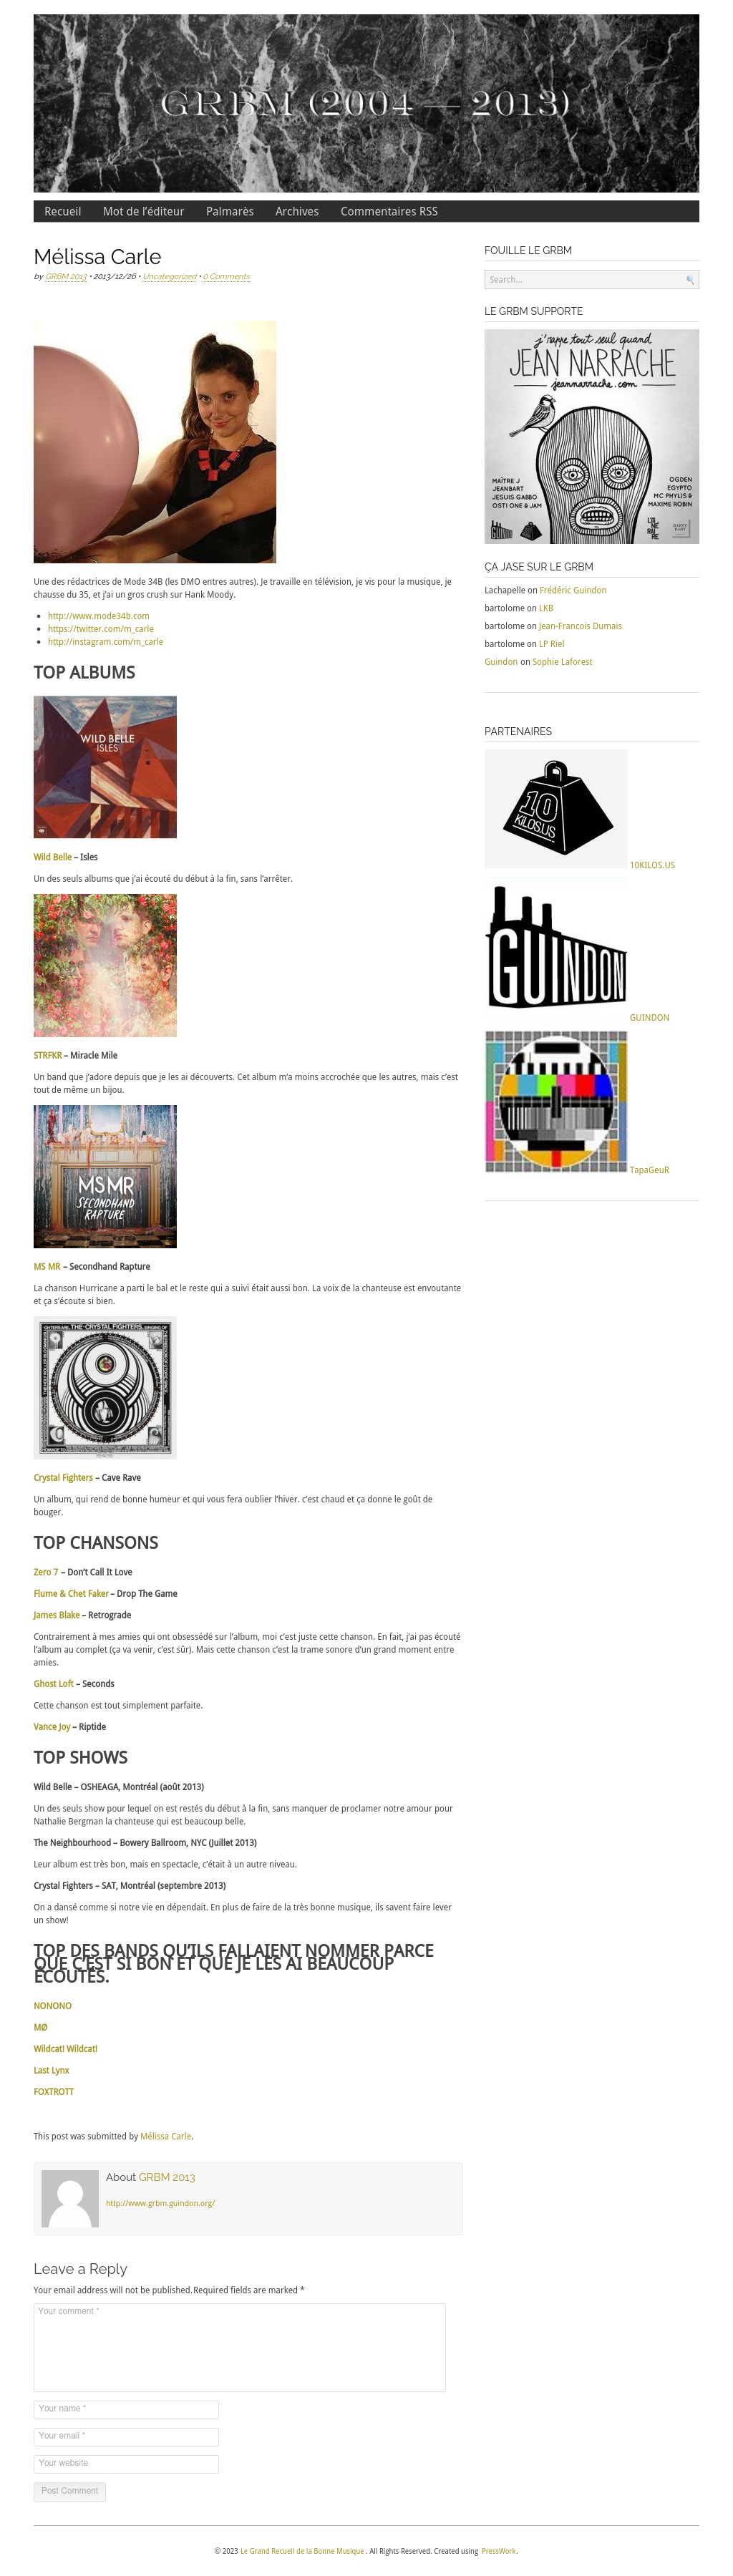 GRBM (2004 — 2013)
Recueil Mot de l’éditeur Palmarès Archives Commentaires RSS
Mélissa Carle
by GRBM 2013 • 2013/12/26 • Uncategorized • 0 Comments
Une des rédactrices de Mode 34B (les DMO entres autres). Je travaille en télévision, je vis pour la musique, je
chausse du 35, et j’ai un gros crush sur Hank Moody.
http://www.mode34b.com
https://twitter.com/m_carle
http://instagram.com/m_carle
TOP ALBUMS
WILD BELLE
ISLES
Wild Belle – Isles
Un des seuls albums que j’ai écouté du début à la fin, sans l’arrêter.
STRFKR – Miracle Mile
Un band que j’adore depuis que je les ai découverts. Cet album m’a moins accrochée que les autres, mais c’est
tout de même un bijou.
MS MR
SECONDHAND
RAPTURE
MS MR – Secondhand Rapture
La chanson Hurricane a parti le bal et le reste qui a suivi était aussi bon. La voix de la chanteuse est envoutante
et ça s’écoute si bien.
THE CRYSTAL FIGHTERS
Crystal Fighters – Cave Rave
Un album, qui rend de bonne humeur et qui vous fera oublier l’hiver. c’est chaud et ça donne le goût de
bouger.
TOP CHANSONS
Zero 7 – Don’t Call It Love
Flume & Chet Faker – Drop The Game
James Blake – Retrograde
Contrairement à mes amies qui ont obsessédé sur l’album, moi c’est juste cette chanson. En fait, j’ai pas écouté
l’album au complet (ça va venir, c’est sûr). Mais cette chanson c’est la trame sonore d’un grand moment entre
amies.
Ghost Loft – Seconds
Cette chanson est tout simplement parfaite.
Vance Joy – Riptide
TOP SHOWS
Wild Belle – OSHEAGA, Montréal (août 2013)
Un des seuls show pour lequel on est restés du début à la fin, sans manquer de proclamer notre amour pour
Nathalie Bergman la chanteuse qui est beaucoup belle.
The Neighbourhood – Bowery Ballroom, NYC (Juillet 2013)
Leur album est très bon, mais en spectacle, c’était à un autre niveau.
Crystal Fighters – SAT, Montréal (septembre 2013)
On a dansé comme si notre vie en dépendait. En plus de faire de la très bonne musique, ils savent faire lever
un show!
TOP DES BANDS QU’ILS FALLAIENT NOMMER PARCE
QUE C’EST SI BON ET QUE JE LES AI BEAUCOUP
ÉCOUTÉS.
NONONO
MØ
Wildcat! Wildcat!
Last Lynx
FOXTROTT
This post was submitted by Mélissa Carle.
About GRBM 2013
http://www.grbm.guindon.org/
Leave a Reply
Your email address will not be published. Required fields are marked *
Your comment *
Your name *
Your email *
Your website
Post Comment
FOUILLE LE GRBM
Search...
LE GRBM SUPPORTE
j'rappe tout seul quand
JEAN NARRACHE
jeannarrache.com
MAÎTRE J
JEANBART
JESUIS GABBO
OSTI ONE & JAM
OGDEN
EGYPTO
MC PHYLIS &
MAXIME ROBIN
ÇA JASE SUR LE GRBM
Lachapelle on Frédéric Guindon
bartolome on LKB
bartolome on Jean-Francois Dumais
bartolome on LP Riel
Guindon on Sophie Laforest
PARTENAIRES
10
KILOS.US
10KILOS.US
GUINDON
GUINDON
TapaGeuR
© 2023 Le Grand Recueil de la Bonne Musique . All Rights Reserved. Created using PressWork.